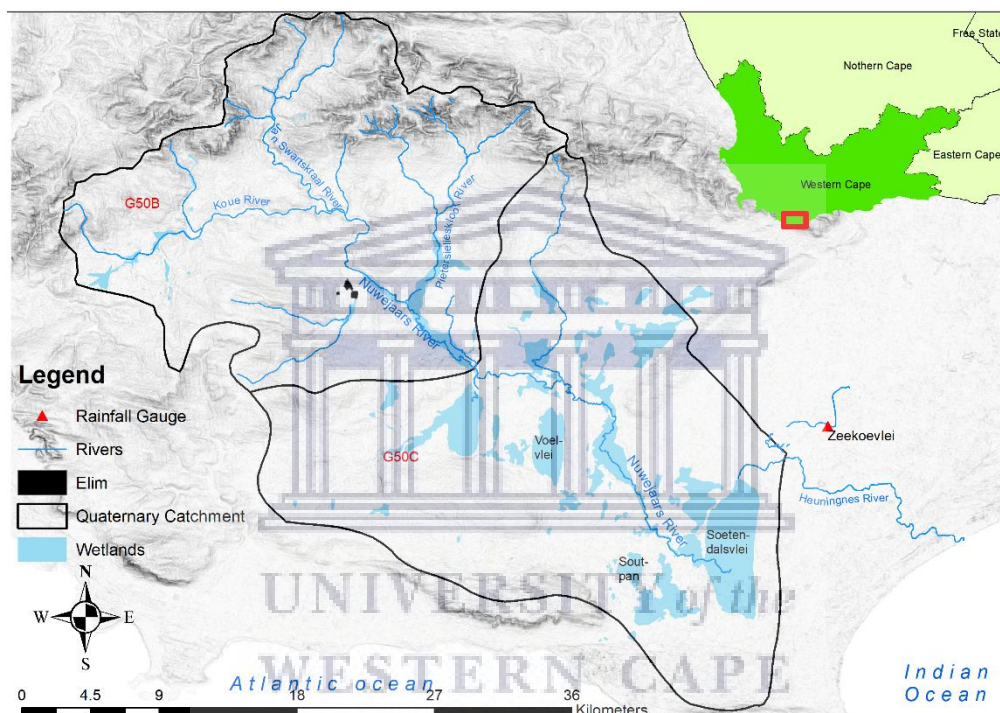 Free State
Nothern Cape
Eastern Cape
Western Cape
G50B
Koue River
Swartskraal River
Pietersielieskloof River
Nuwejaars River
Legend
Rainfall Gauge
Rivers
Elim
Quaternary Catchment
Wetlands
G50C
Voel-
vlei
Zeekoevlei
Heuningnes River
Nuwejaars River
Soeten-
dalsvlei
Sout-
pan
N
W
E
S
UNIVERSITY of the
WESTERN CAPE
Atlantic ocean
Indian
Ocean
0 4.5 9 18 27 36
Kilometers